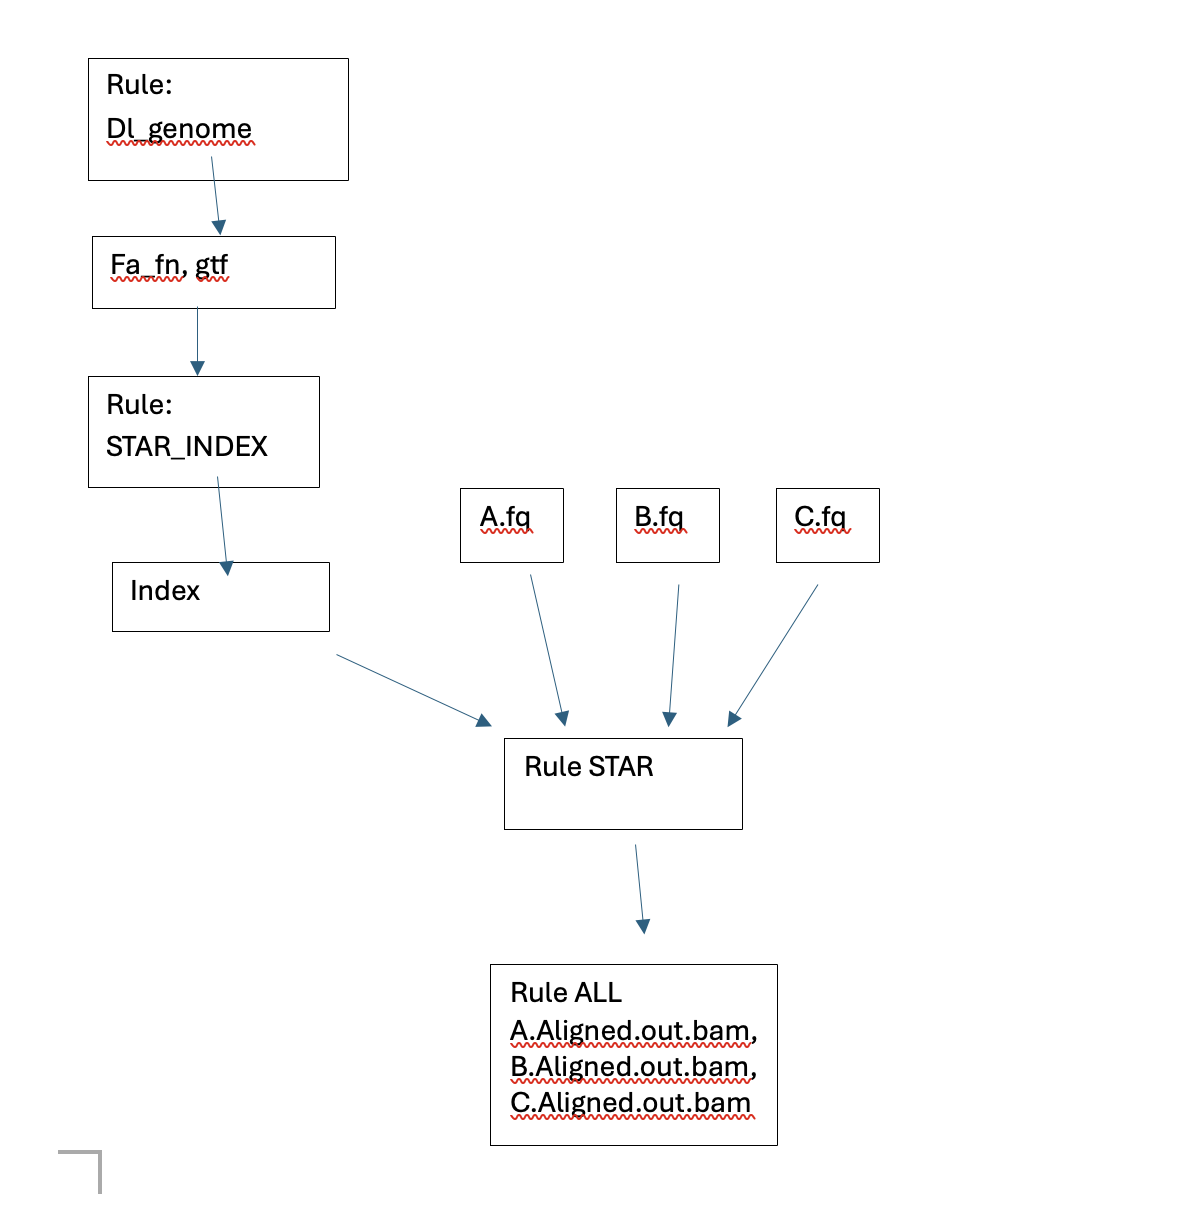 Rule:
Dl_genome
Fa_fn, gtf
Rule:
STAR_INDEX
Index
A.fq
B.fq
C.fq
Rule STAR
Rule ALL
A.Aligned.out.bam,
B.Aligned.out.bam,
C.Aligned.out.bam